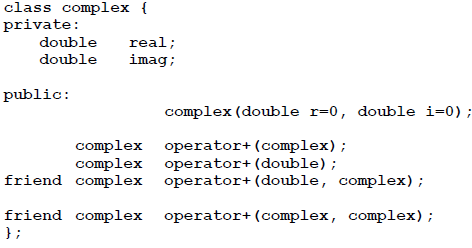 class complex {
private:
    double   real;
    double   imag;
public:
                complex(double r=0, double i=0);
       complex  operator+(complex);
       complex  operator+(double);
friend complex  operator+(double, complex);
friend complex  operator+(complex, complex);
};